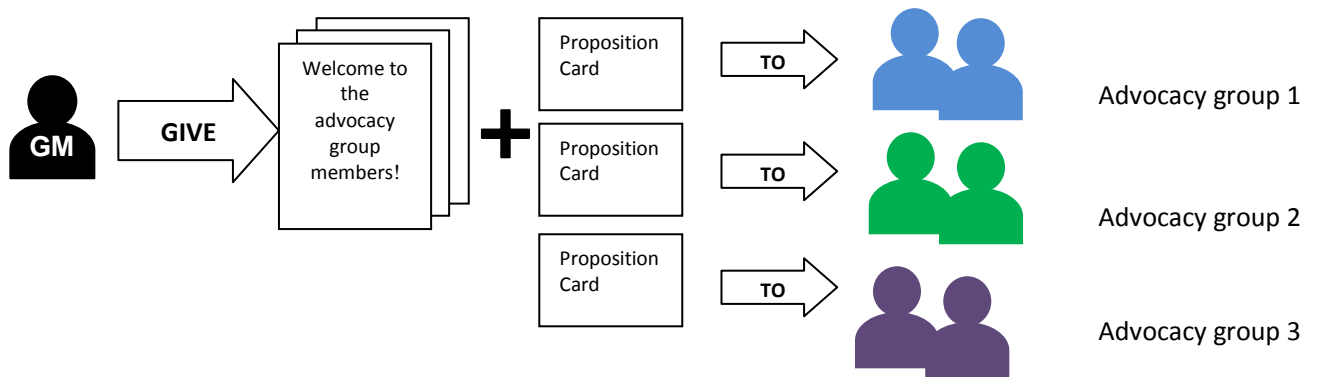 GM
GIVE
Welcome to
the
advocacy
group
members!
Proposition
Card
TO
Advocacy group 1
Proposition
Card
TO
Advocacy group 2
Proposition
Card
TO
Advocacy group 3